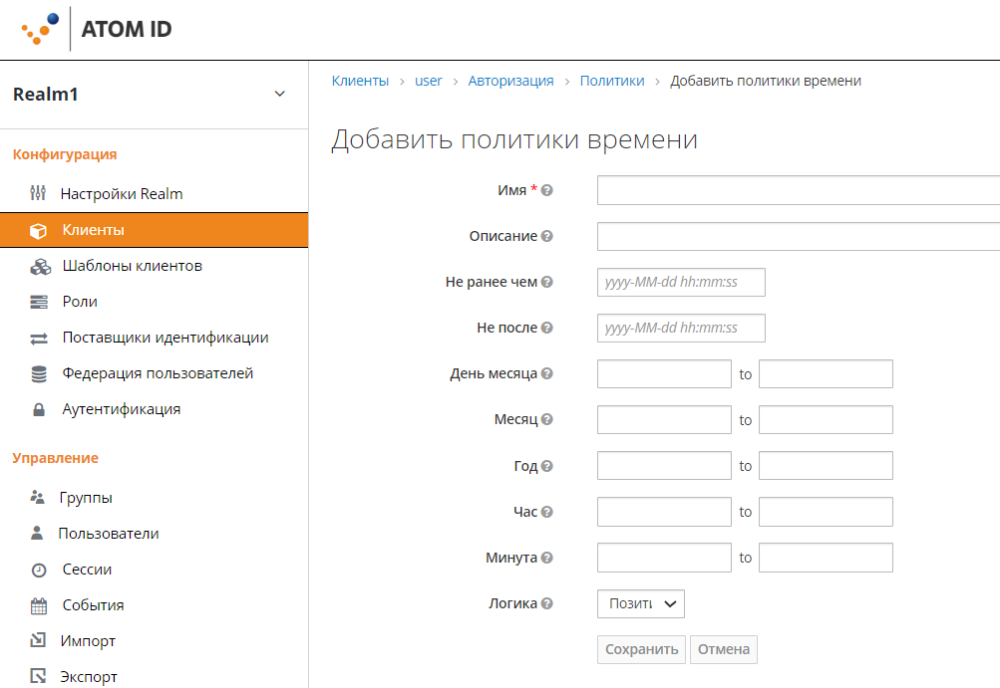 ATOM ID
Realm1
Конфигурация
Настройки Realm
Клиенты
Шаблоны клиентов
Роли
Поставщики идентификации
Федерация пользователей
Аутентификация
Управление
Группы
Пользователи
Сессии
События
Импорт
Экспорт
Клиенты > user > Авторизация > Политики > Добавить политики времени
Добавить политики времени
Имя *
Описание
Не ранее чем yyyy-MM-dd hh:mm:ss
Не после yyyy-MM-dd hh:mm:ss
День месяца to
Месяц to
Год to
Час to
Минута to
Логика Позити
Сохранить Отмена